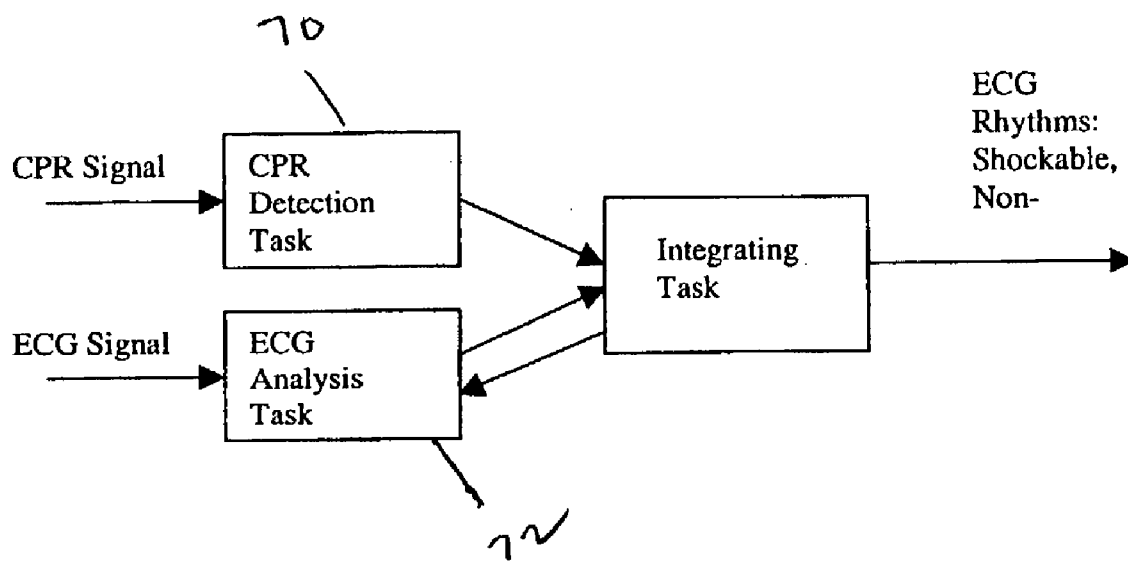 70
ECG
Rhythms:
Shockable,
Non-
CPR Signal
CPR
Detection
Task
Integrating
Task
ECG Signal
ECG
Analysis
Task
72